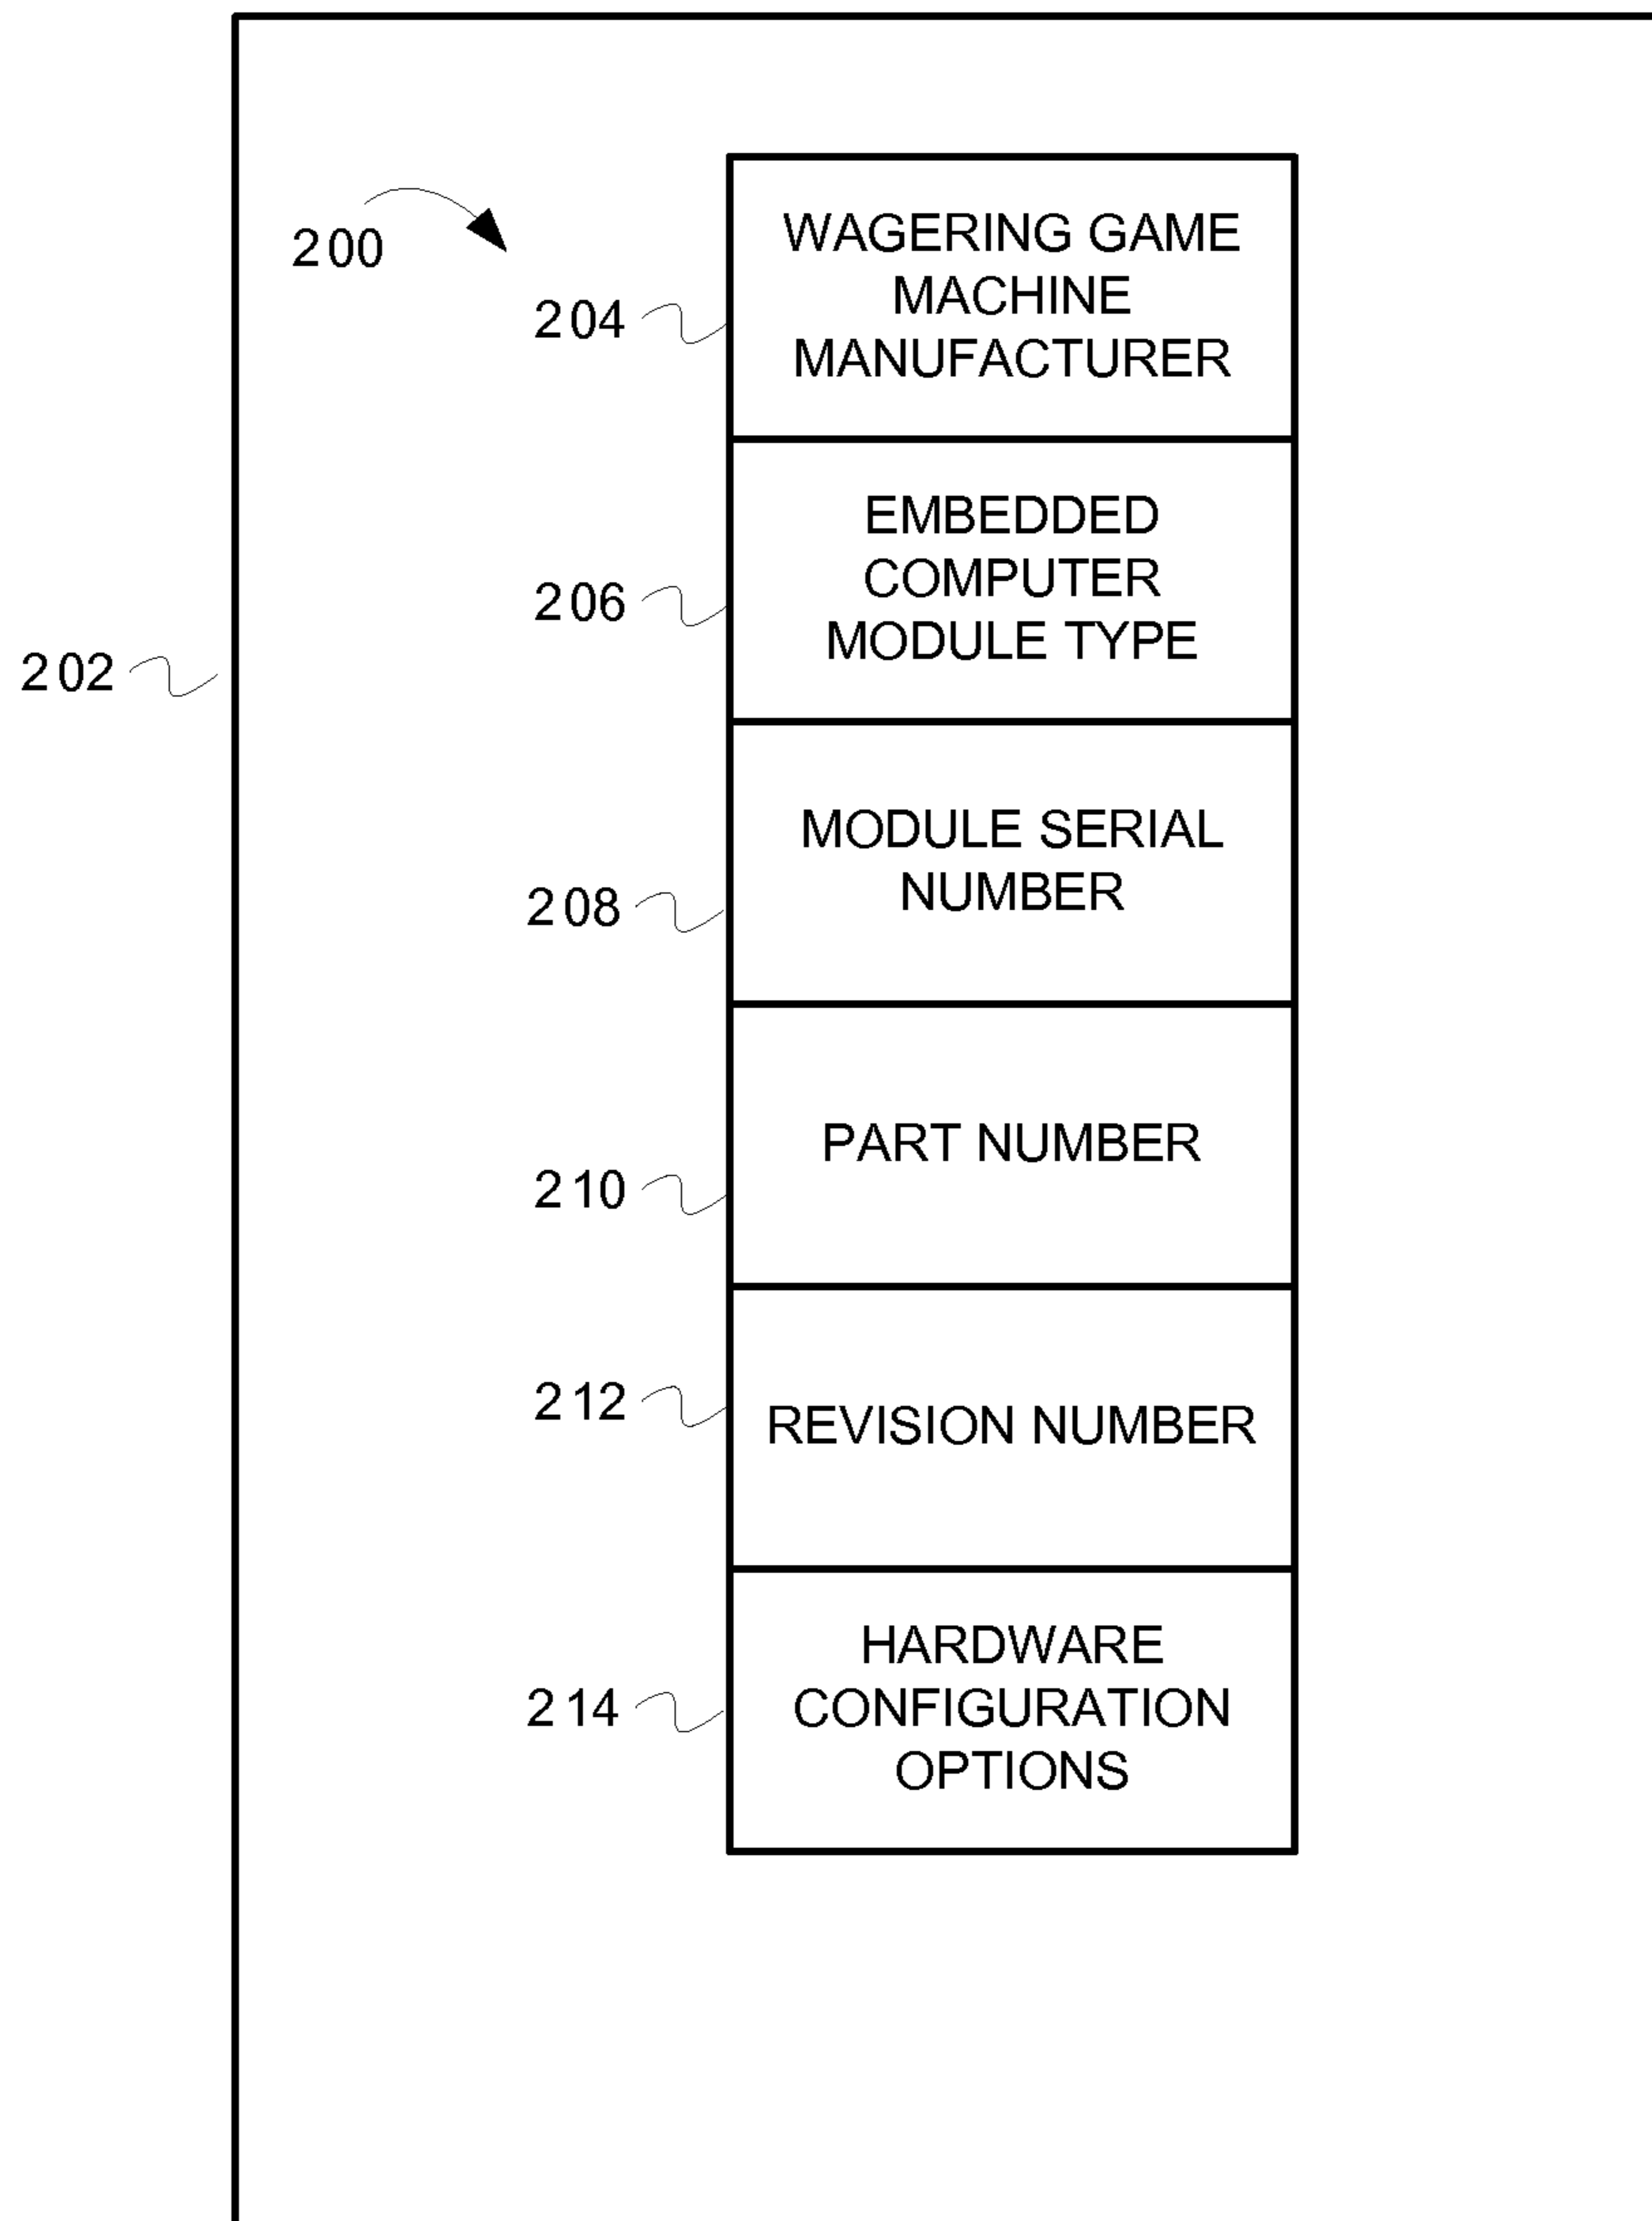 200
WAGERING GAME
MACHINE
MANUFACTURER
204
EMBEDDED
COMPUTER
MODULE TYPE
206
202
MODULE SERIAL
NUMBER
208
PART NUMBER
210
212
REVISION NUMBER
HARDWARE
CONFIGURATION
OPTIONS
214